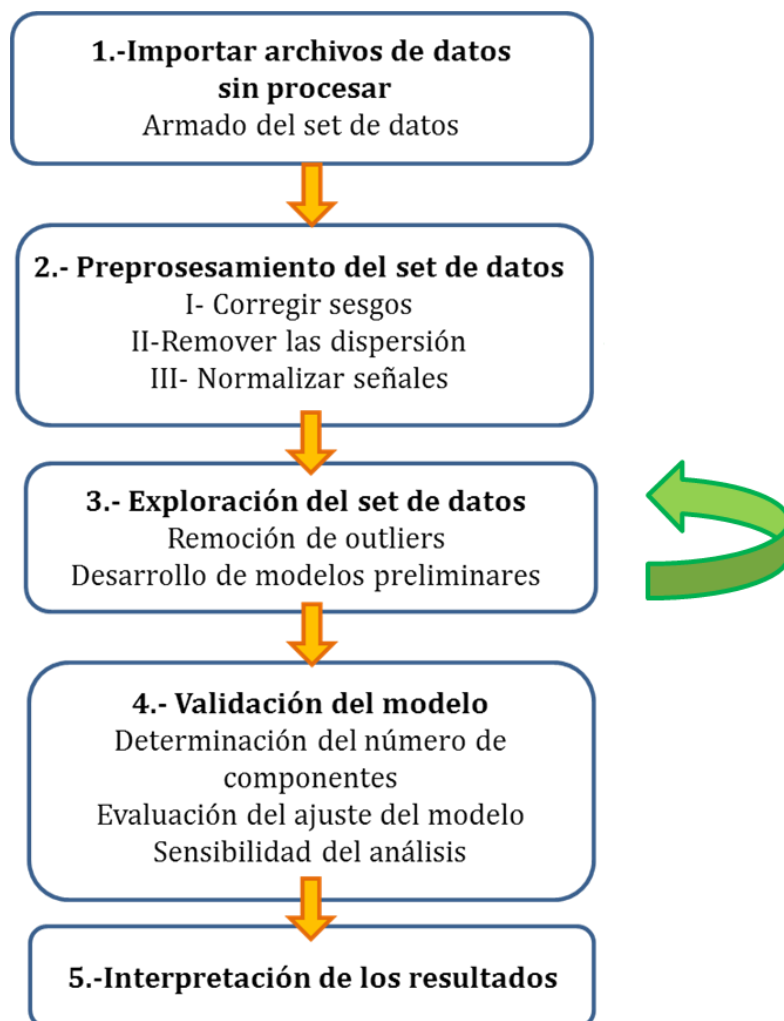 1.-Importar archivos de datos
sin procesar
Armado del set de datos
2.- Preprosesamiento del set de datos
I- Corregir sesgos
II-Remover las dispersión
III- Normalizar señales
3.- Exploración del set de datos
Remoción de outliers
Desarrollo de modelos preliminares
4.- Validación del modelo
Determinación del número de
componentes
Evaluación del ajuste del modelo
Sensibilidad del análisis
5.-Interpretación de los resultados